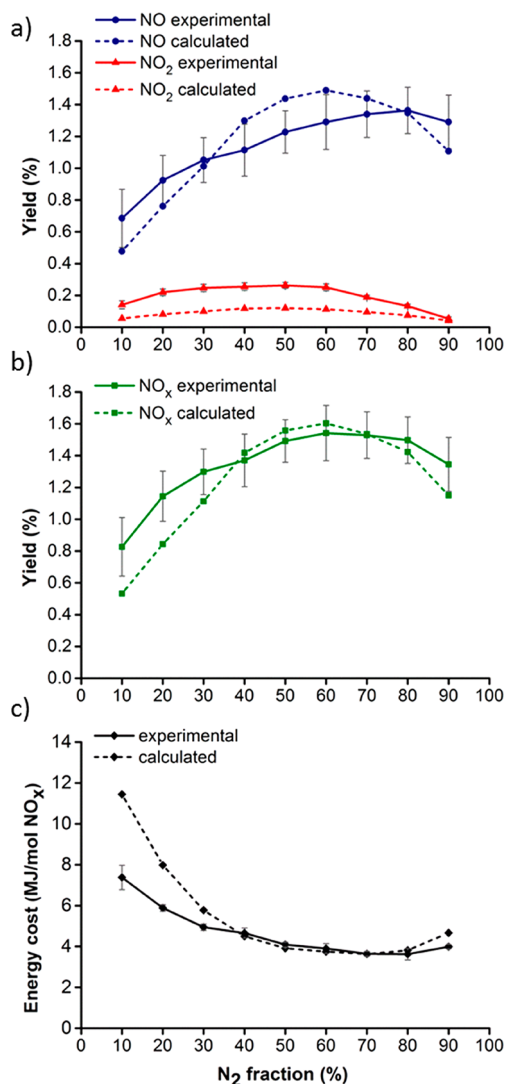 a)
NO experimental
NO calculated
NO2 experimental
NO2 calculated
1.8
1.6
1.4
1.2
1.0
0.8
0.6
0.4
0.2
0.0
Yield (%)
0 10 20 30 40 50 60 70 80 90 100
b)
NOx experimental
NOx calculated
1.8
1.6
1.4
1.2
1.0
0.8
0.6
0.4
0.2
0.0
Yield (%)
0 10 20 30 40 50 60 70 80 90 100
c)
experimental
calculated
14
12
10
8
6
4
2
0
Energy cost (MJ/mol NOx)
0 10 20 30 40 50 60 70 80 90 100
N2 fraction (%)